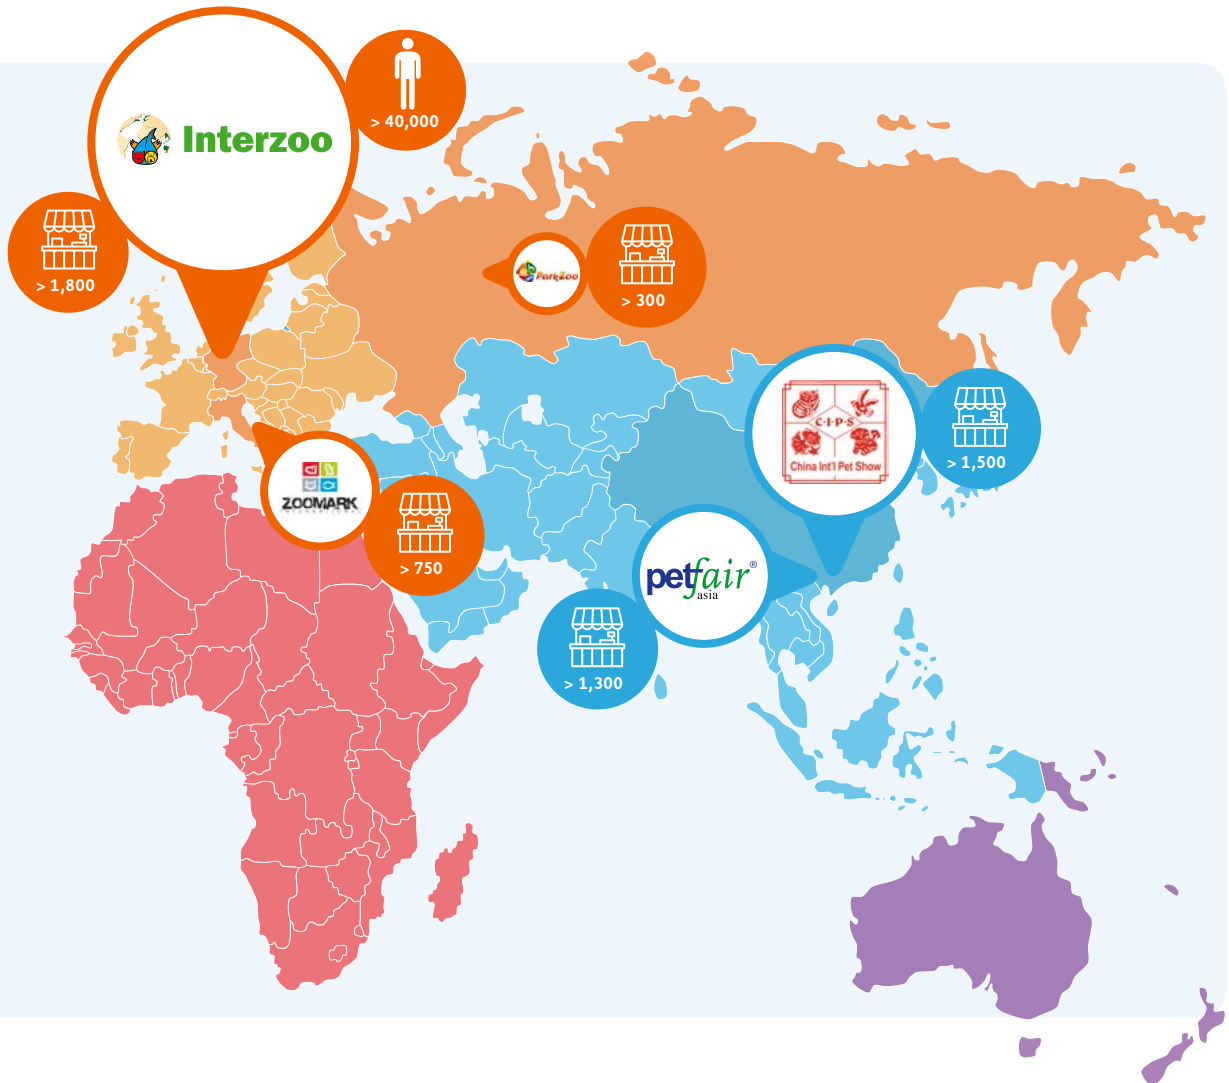 Interzoo
> 40,000
> 1,800
ParkZoo
> 300
C·I·P·S
China Int'l Pet Show
> 1,500
ZOOMARK
INTERNATIONAL
> 750
petfair®
asia
> 1,300